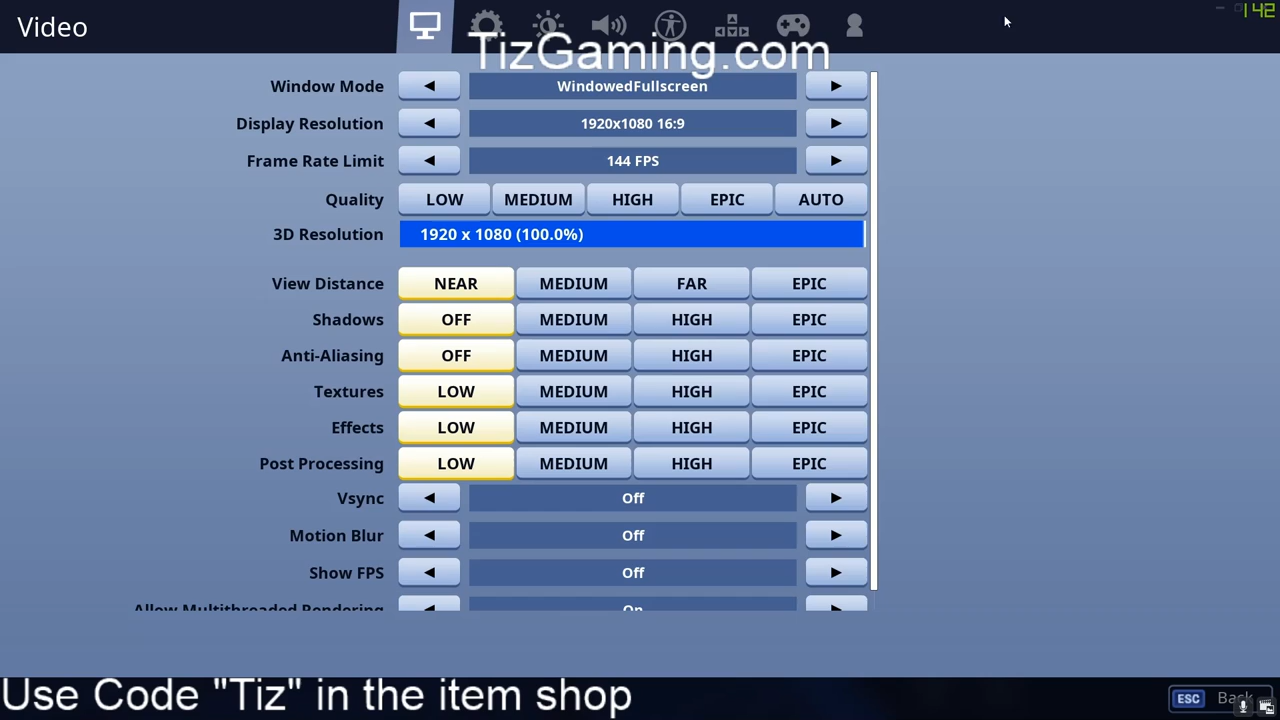 Video
142
TizGaming.com
Window Mode ◄ WindowedFullscreen ►
Display Resolution ◄ 1920x1080 16:9 ►
Frame Rate Limit ◄ 144 FPS ►
Quality LOW MEDIUM HIGH EPIC AUTO
3D Resolution 1920 x 1080 (100.0%)
View Distance NEAR MEDIUM FAR EPIC
Shadows OFF MEDIUM HIGH EPIC
Anti-Aliasing OFF MEDIUM HIGH EPIC
Textures LOW MEDIUM HIGH EPIC
Effects LOW MEDIUM HIGH EPIC
Post Processing LOW MEDIUM HIGH EPIC
Vsync ◄ Off ►
Motion Blur ◄ Off ►
Show FPS ◄ Off ►
Allow Multithreaded Rendering ◄ On ►
Use Code "Tiz" in the item shop
ESC Back